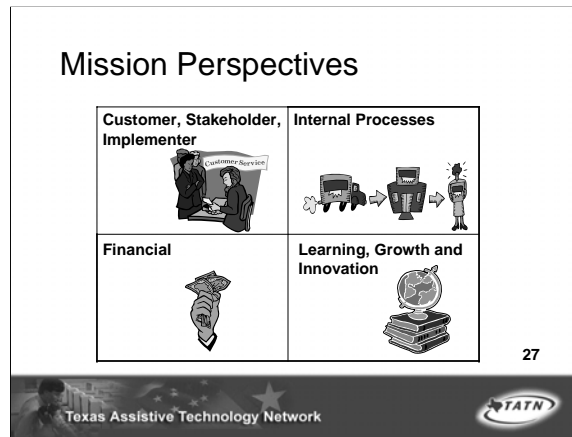 Mission Perspectives
Customer, Stakeholder,
Implementer
Customer Service
Internal Processes
Financial
Learning, Growth and
Innovation
27
Texas Assistive Technology Network
TATN